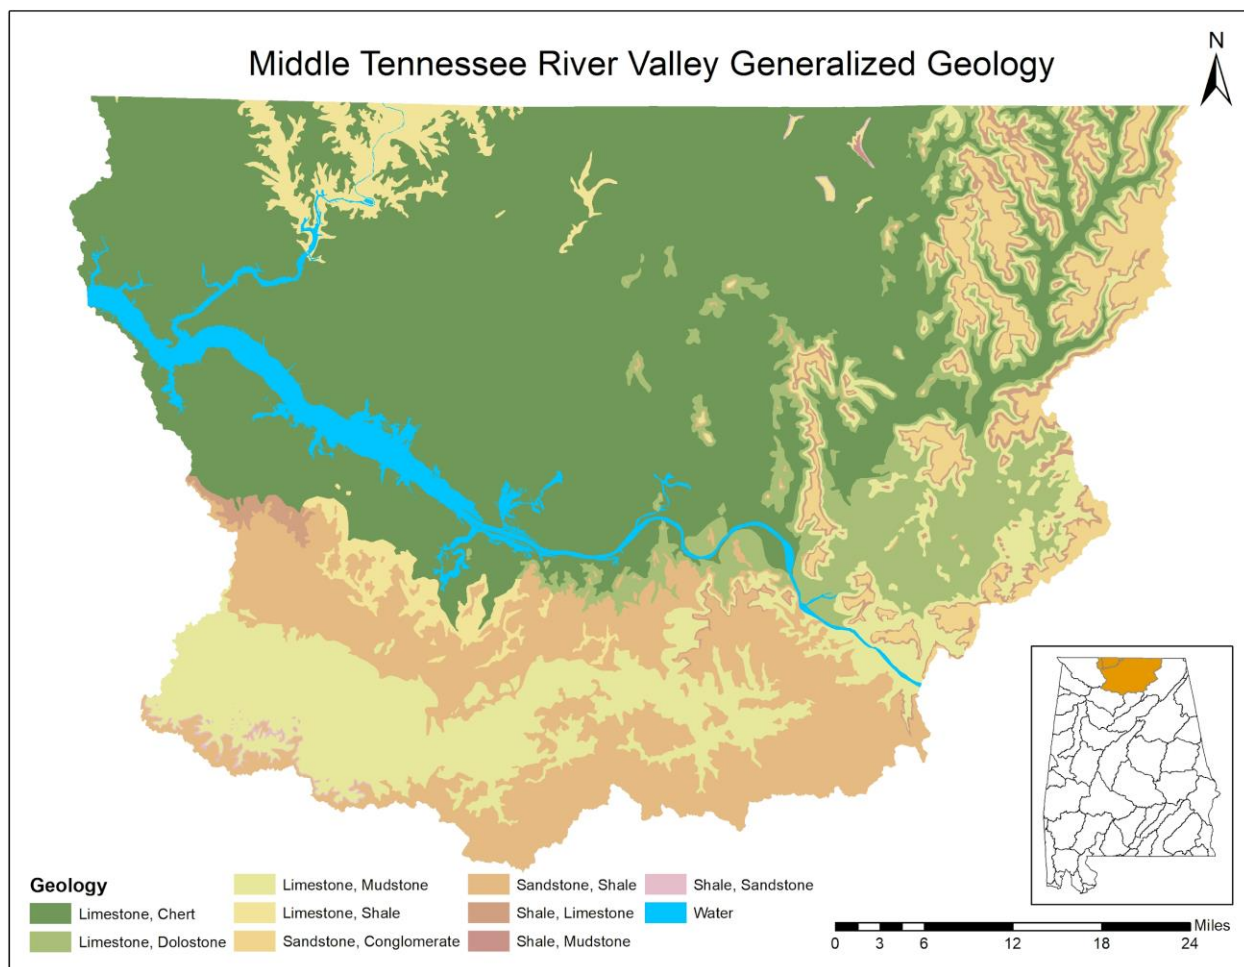 Middle Tennessee River Valley Generalized Geology
N
Geology
Limestone, Chert
Limestone, Dolostone
Limestone, Mudstone
Limestone, Shale
Sandstone, Conglomerate
Sandstone, Shale
Shale, Limestone
Shale, Mudstone
Shale, Sandstone
Water
Miles
0 3 6 12 18 24